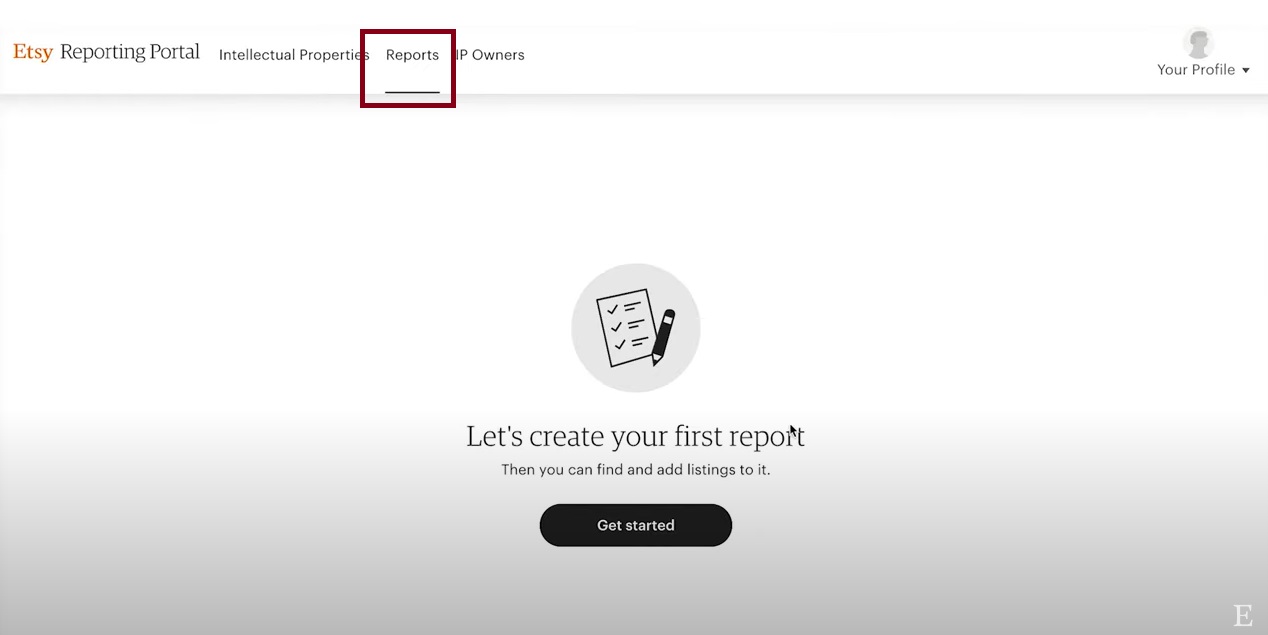 Etsy Reporting Portal Intellectual Properties Reports IP Owners
Your Profile
Let's create your first report
Then you can find and add listings to it.
Get started
E